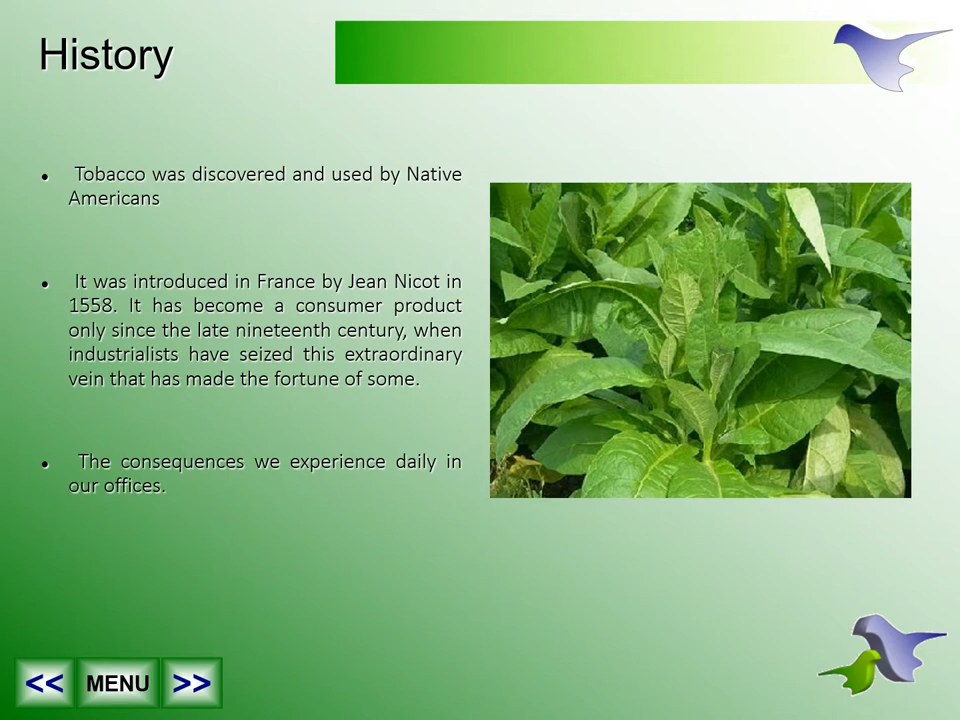 History
• Tobacco was discovered and used by Native
Americans
• It was introduced in France by Jean Nicot in
1558. It has become a consumer product
only since the late nineteenth century, when
industrialists have seized this extraordinary
vein that has made the fortune of some.
• The consequences we experience daily in
our offices.
<< MENU >>